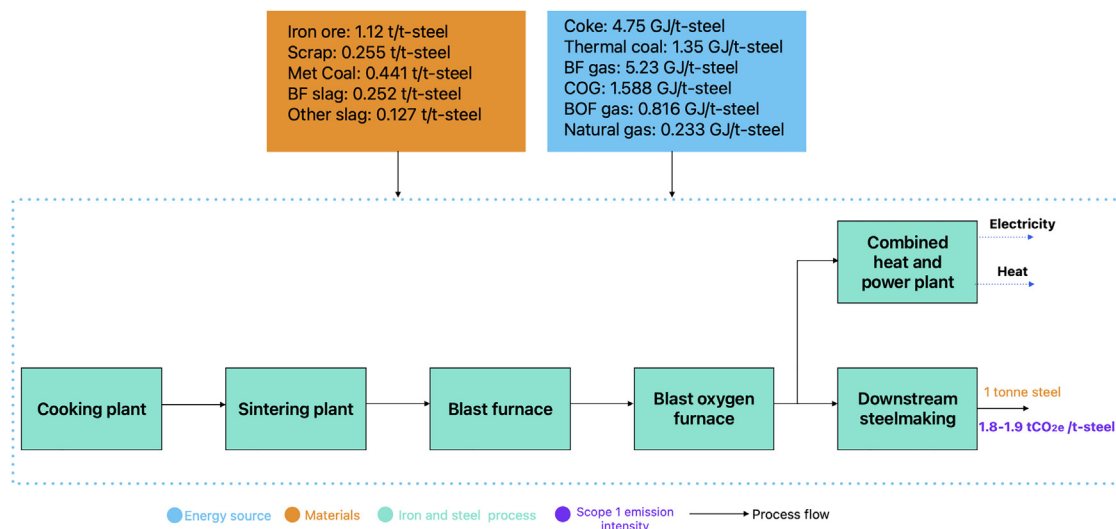 Iron ore: 1.12 t/t-steel
Scrap: 0.255 t/t-steel
Met Coal: 0.441 t/t-steel
BF slag: 0.252 t/t-steel
Other slag: 0.127 t/t-steel
Coke: 4.75 GJ/t-steel
Thermal coal: 1.35 GJ/t-steel
BF gas: 5.23 GJ/t-steel
COG: 1.588 GJ/t-steel
BOF gas: 0.816 GJ/t-steel
Natural gas: 0.233 GJ/t-steel
Combined
heat and
power plant
Electricity
Heat
Cooking plant
Sintering plant
Blast furnace
Blast oxygen
furnace
Downstream
steelmaking
1 tonne steel
1.8-1.9 tCO2e /t-steel
Energy source
Materials
Iron and steel process
Scope 1 emission
intensity
Process flow